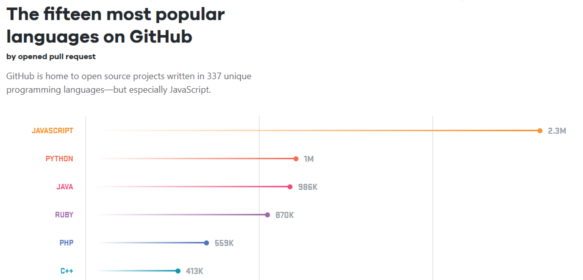 The fifteen most popular
languages on GitHub
by opened pull request
GitHub is home to open source projects written in 337 unique
programming languages—but especially JavaScript.
JAVASCRIPT 2.3M
PYTHON 1M
JAVA 986K
RUBY 870K
PHP 559K
C++ 413K